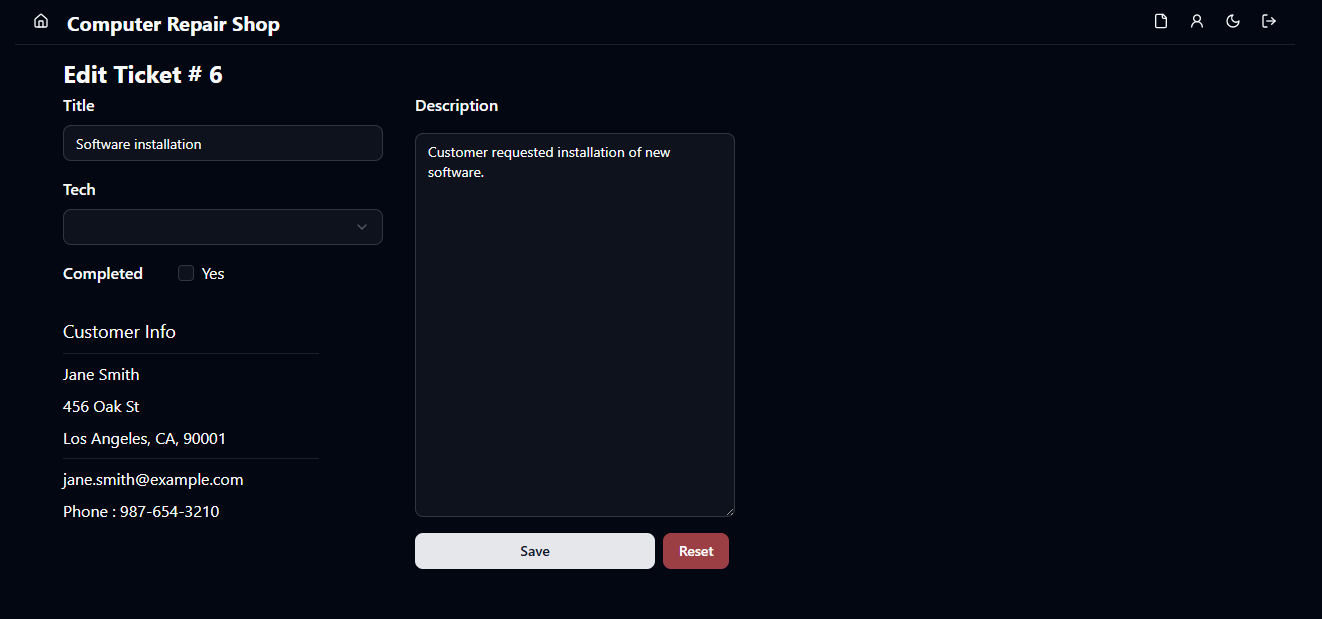 Computer Repair Shop
Edit Ticket # 6
Title
Software installation
Tech
Completed
Yes
Customer Info
Jane Smith
456 Oak St
Los Angeles, CA, 90001
jane.smith@example.com
Phone : 987-654-3210
Description
Customer requested installation of new
software.
Save
Reset